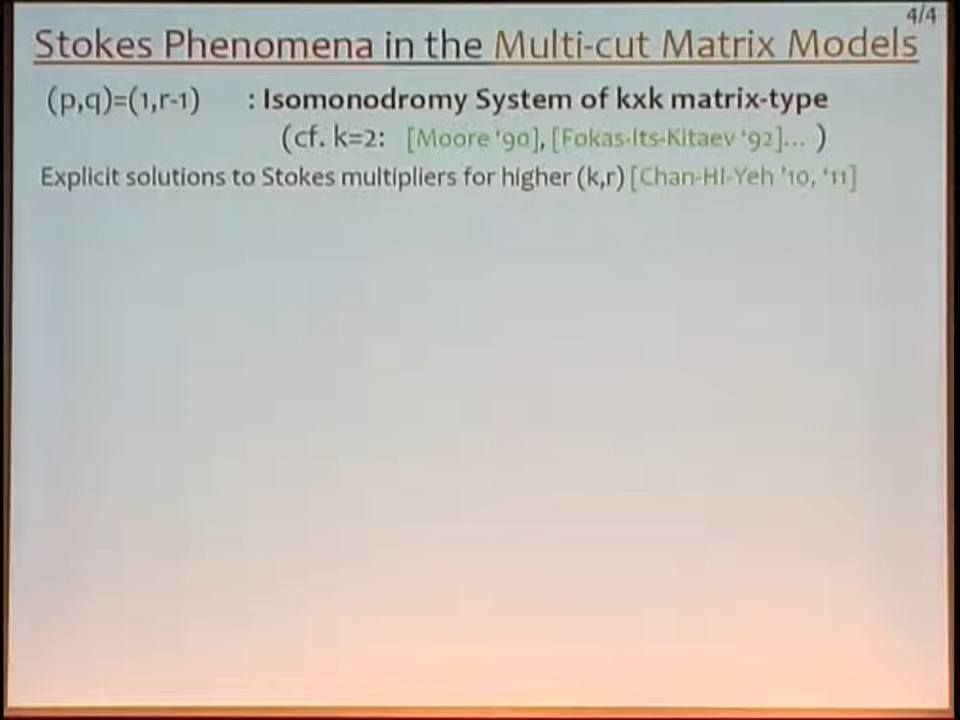 4/4
Stokes Phenomena in the Multi-cut Matrix Models
(p,q)=(1,r-1) : Isomonodromy System of kxk matrix-type
(cf. k=2: [Moore '90], [Fokas-Its-Kitaev '92]... )
Explicit solutions to Stokes multipliers for higher (k,r) [Chan-HI-Yeh '10, '11]